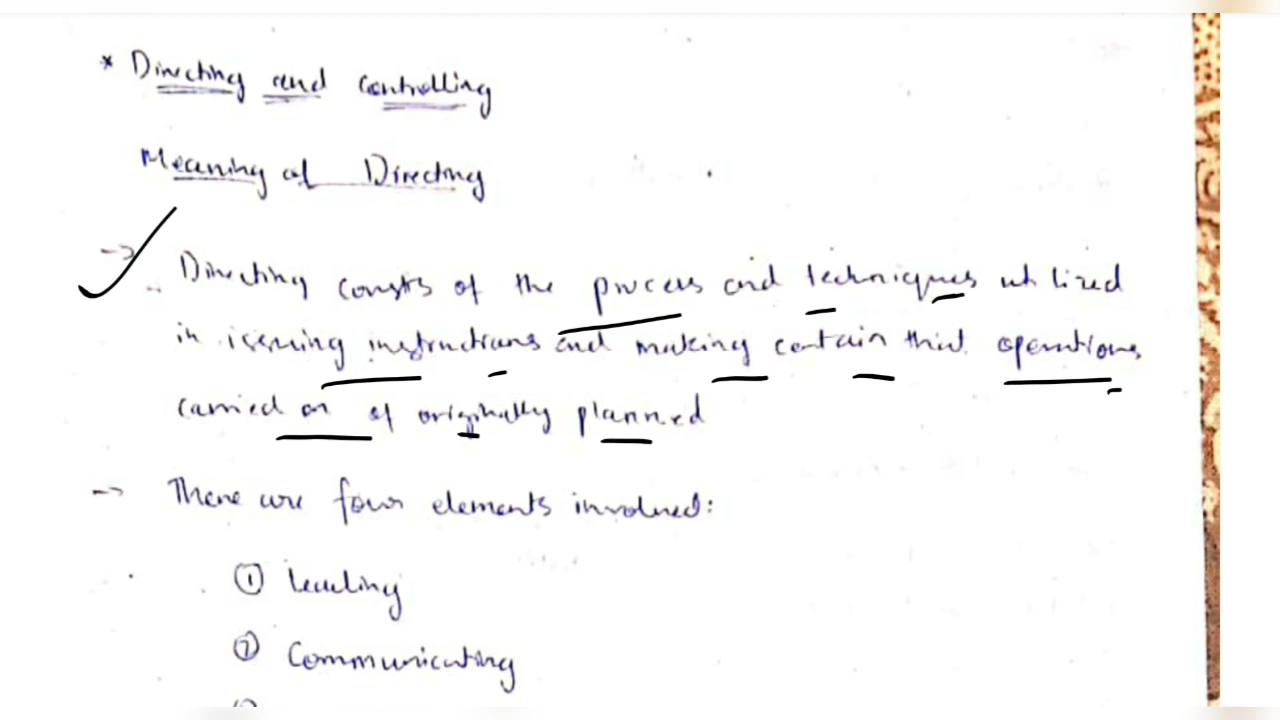 * Directing and controlling
Meaning of Directing
→ Directing consts of the process and techniques utilized
in issuing instructions and making certain that operations
carried on of originally planned
→ There are four elements involved:
① Leading
② Communicating